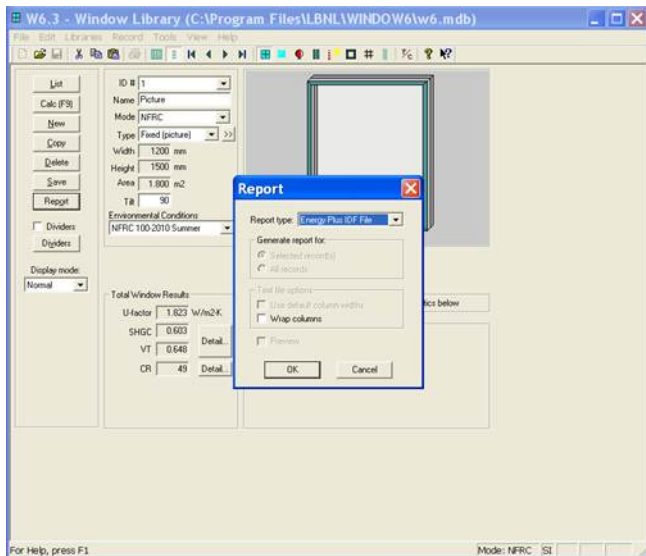 W6.3 - Window Library (C:\Program Files\LBNL\WINDOW6\w6.mdb)
File Edit Libraries Record Tools View Help
List
Calc (F9)
New
Copy
Delete
Save
Report
Dividers
Dividers
Display mode:
Normal
ID # 1
Name Picture
Mode NFRC
Type Fixed (picture) >>
Width 1200 mm
Height 1500 mm
Area 1.800 m2
Tilt 90
Environmental Conditions
NFRC 100-2010 Summer
Total Window Results
U-factor 1.823 W/m2-K
SHGC 0.603
VT 0.648
Detail...
CR 49 Detail...
Report
Report type: Energy Plus IDF File
Generate report for:
Selected record(s)
All records
Text file options
Use default column widths
Wrap columns
Preview
OK Cancel
tics below
For Help, press F1
Mode: NFRC SI